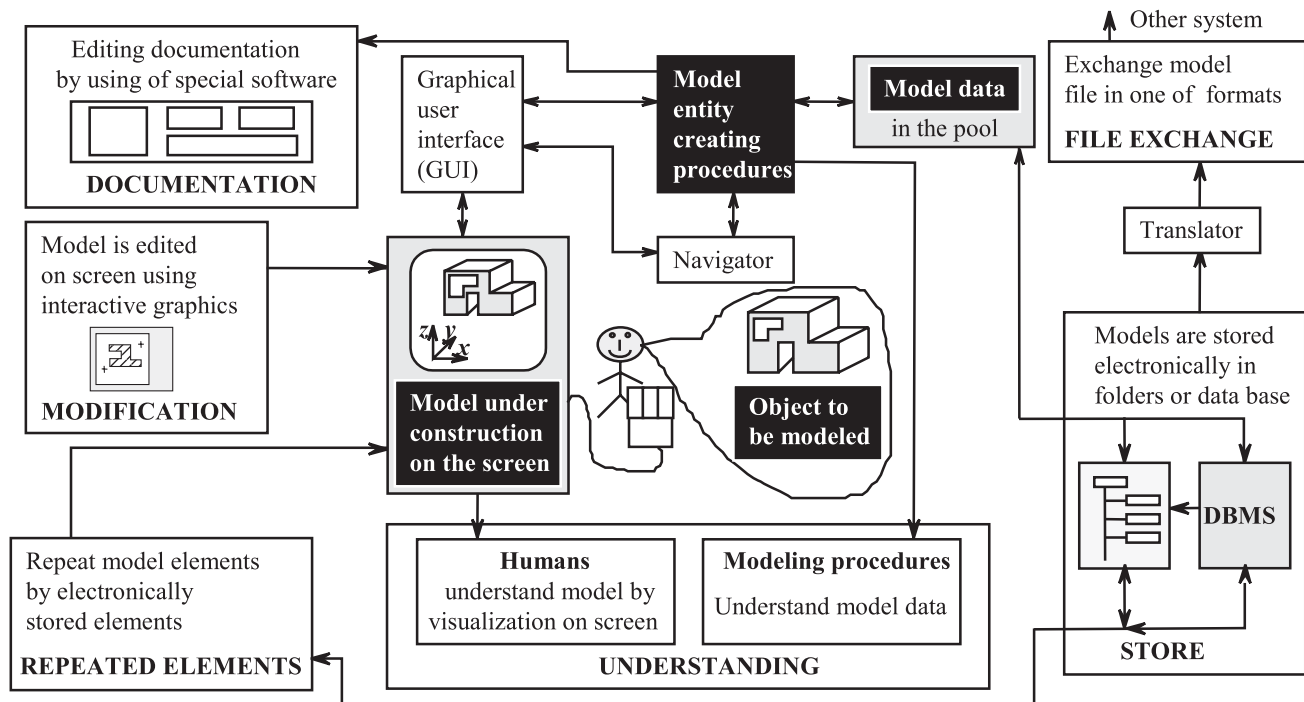 Editing documentation
by using of special software
DOCUMENTATION
Graphical
user
interface
(GUI)
Model
entity
creating
procedures
Model data
in the pool
Other system
Exchange model
file in one of formats
FILE EXCHANGE
Translator
Navigator
Model is edited
on screen using
interactive graphics
MODIFICATION
z
y
x
Model under
construction
on the screen
Object to
be modeled
Models are stored
electronically in
folders or data base
DBMS
STORE
Repeat model elements
by electronically
stored elements
REPEATED ELEMENTS
Humans
understand model by
visualization on screen
Modeling procedures
Understand model data
UNDERSTANDING